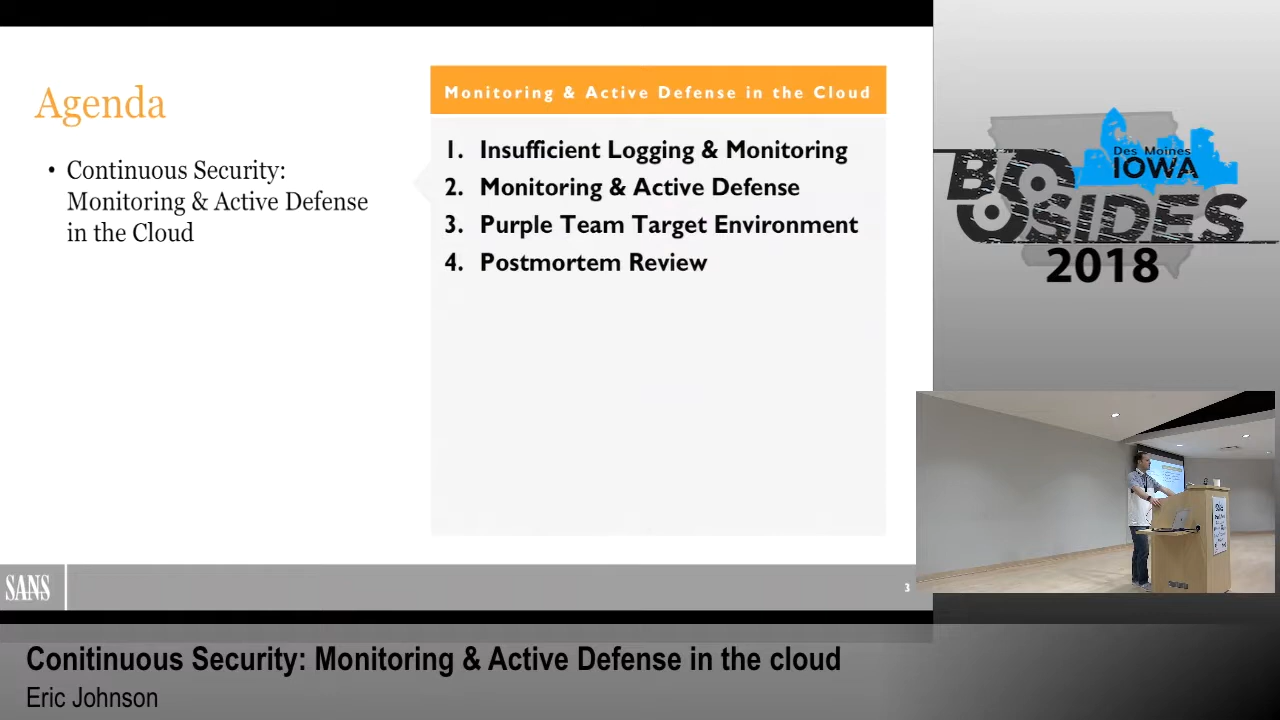 Agenda
• Continuous Security:
Monitoring & Active Defense
in the Cloud
Monitoring & Active Defense in the Cloud
1. Insufficient Logging & Monitoring
2. Monitoring & Active Defense
3. Purple Team Target Environment
4. Postmortem Review
SANS
3
Des Moines
IOWA
BSIDES
2018
Conitinuous Security: Monitoring & Active Defense in the cloud
Eric Johnson